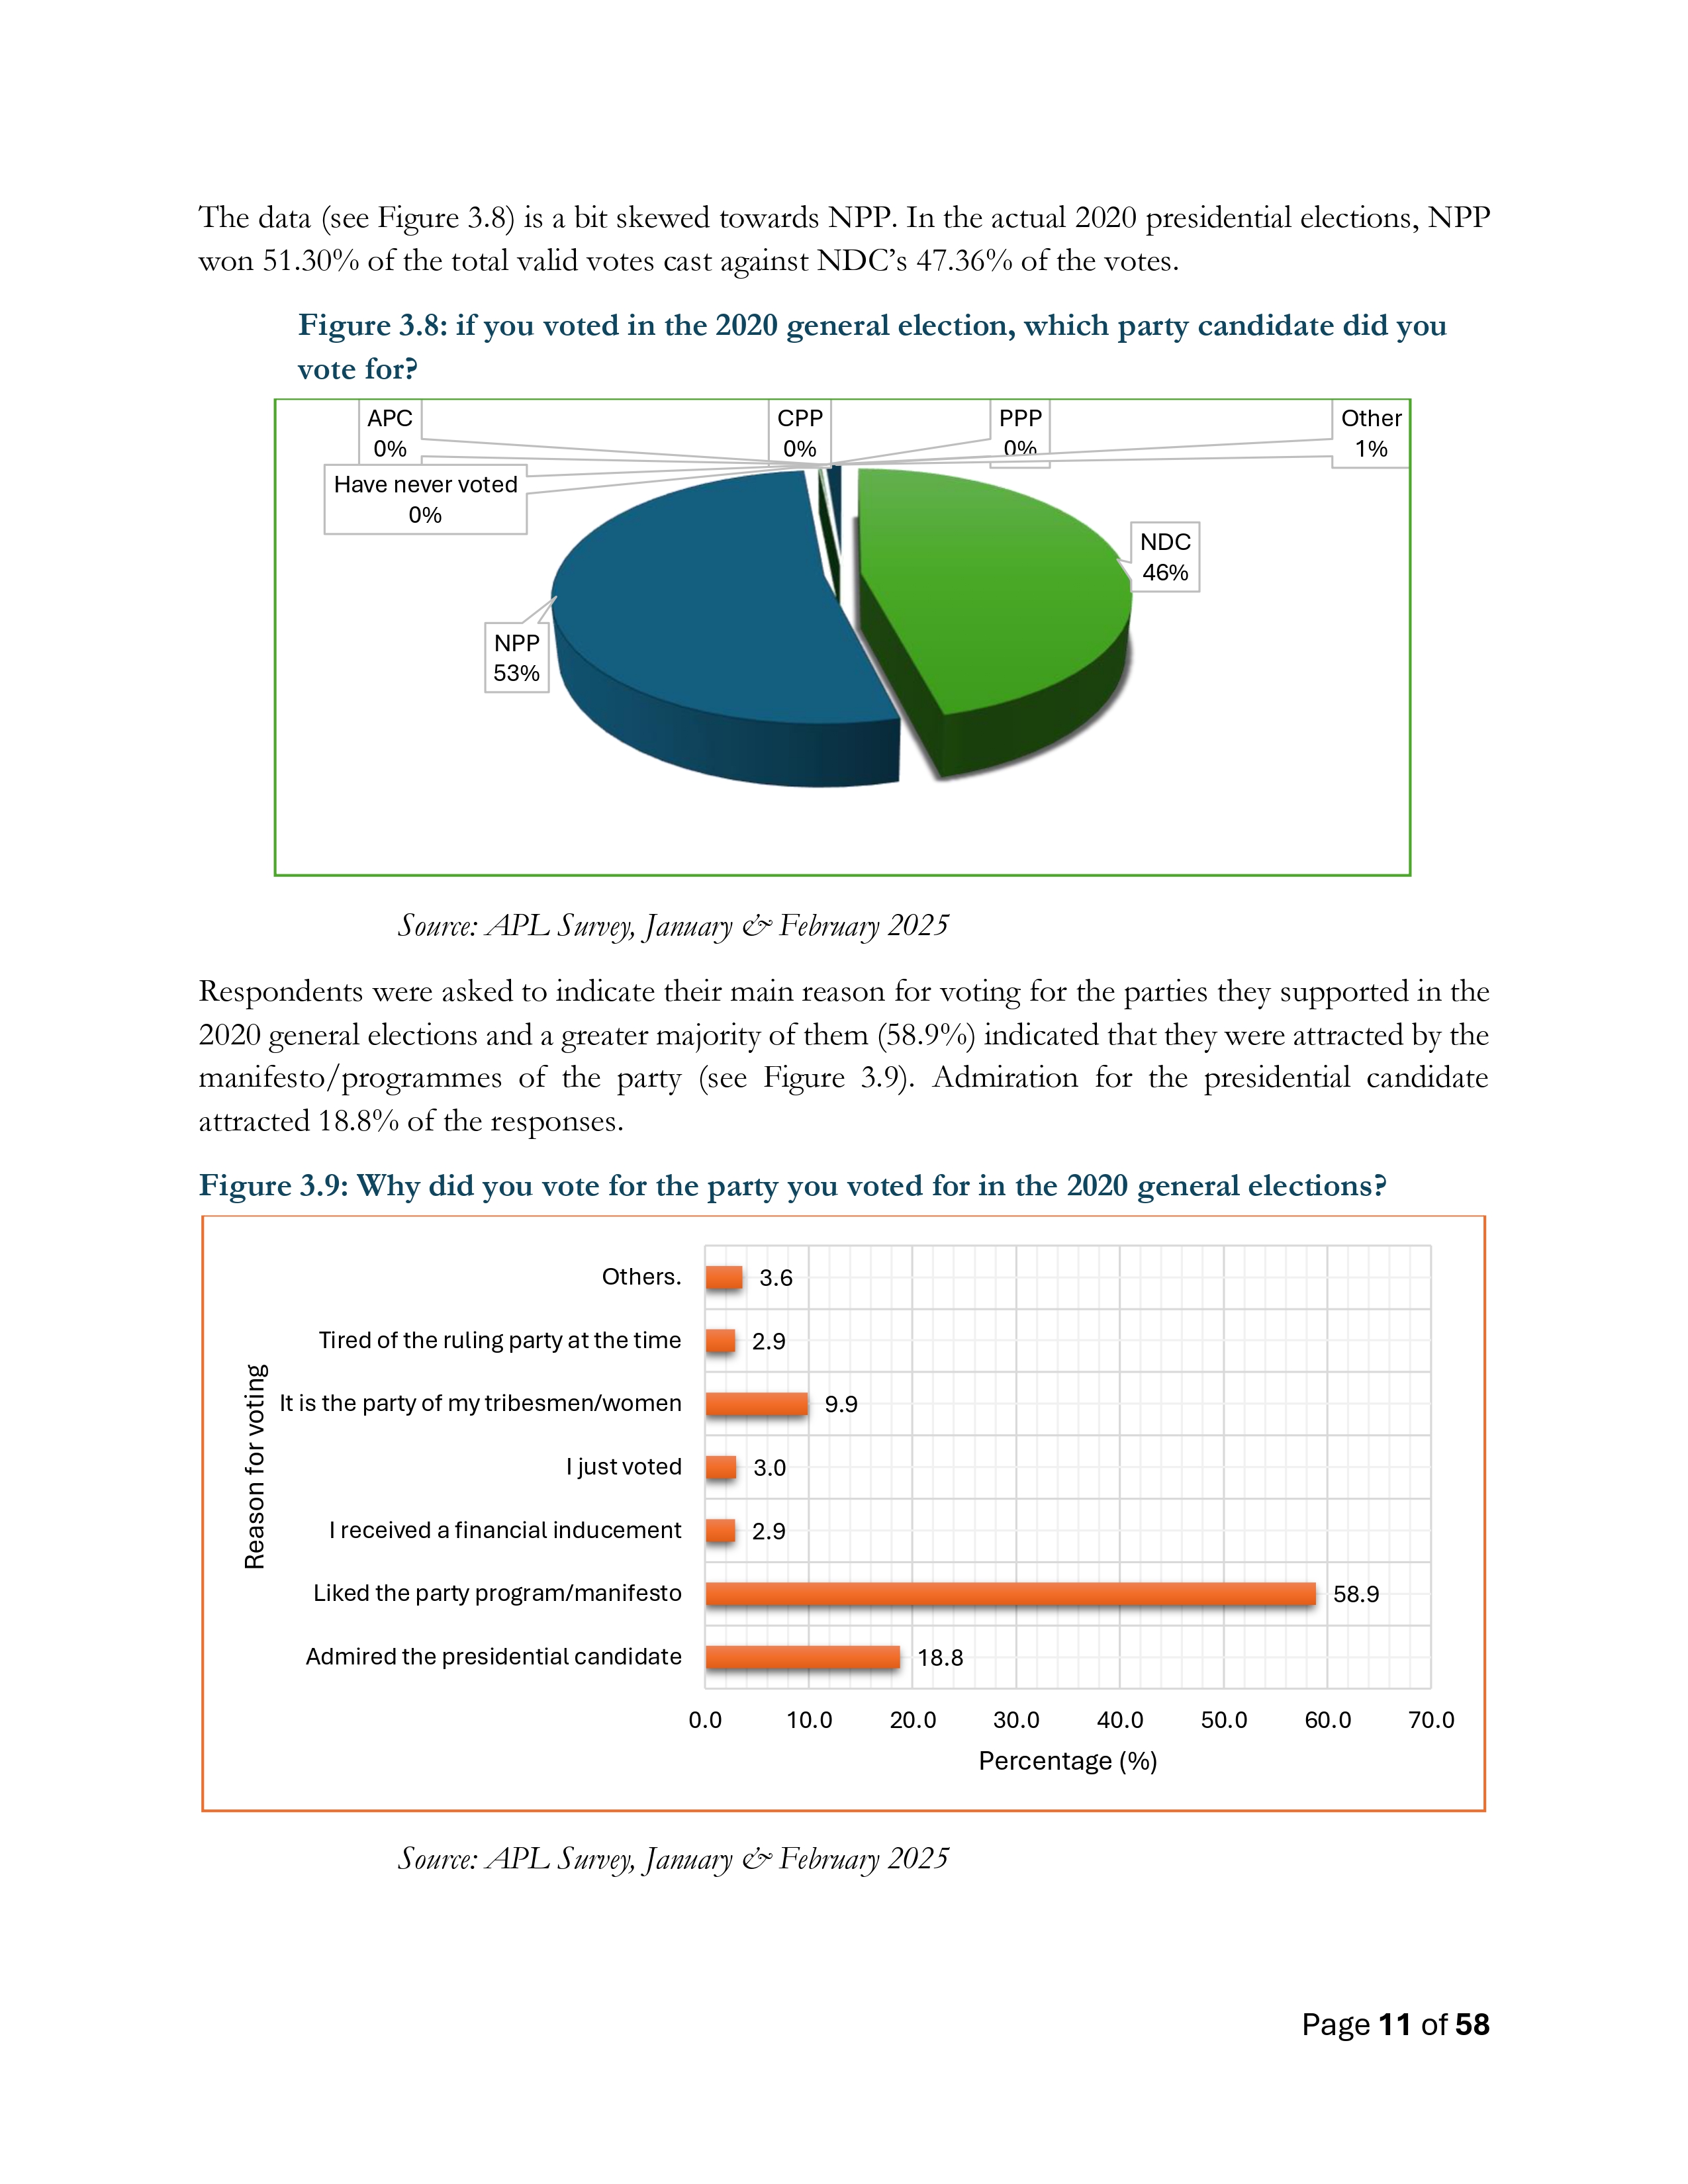 The data (see Figure 3.8) is a bit skewed towards NPP. In the actual 2020 presidential elections, NPP
won 51.30% of the total valid votes cast against NDC’s 47.36% of the votes.
Figure 3.8: if you voted in the 2020 general election, which party candidate did you
vote for?
APC
0%
CPP
0%
PPP
0%
Other
1%
Have never voted
0%
NDC
46%
NPP
53%
Source: APL Survey, January & February 2025
Respondents were asked to indicate their main reason for voting for the parties they supported in the
2020 general elections and a greater majority of them (58.9%) indicated that they were attracted by the
manifesto/programmes of the party (see Figure 3.9). Admiration for the presidential candidate
attracted 18.8% of the responses.
Figure 3.9: Why did you vote for the party you voted for in the 2020 general elections?
Reason for voting
Others. 3.6
Tired of the ruling party at the time 2.9
It is the party of my tribesmen/women 9.9
I just voted 3.0
I received a financial inducement 2.9
Liked the party program/manifesto 58.9
Admired the presidential candidate 18.8
0.0 10.0 20.0 30.0 40.0 50.0 60.0 70.0
Percentage (%)
Source: APL Survey, January & February 2025
Page 11 of 58